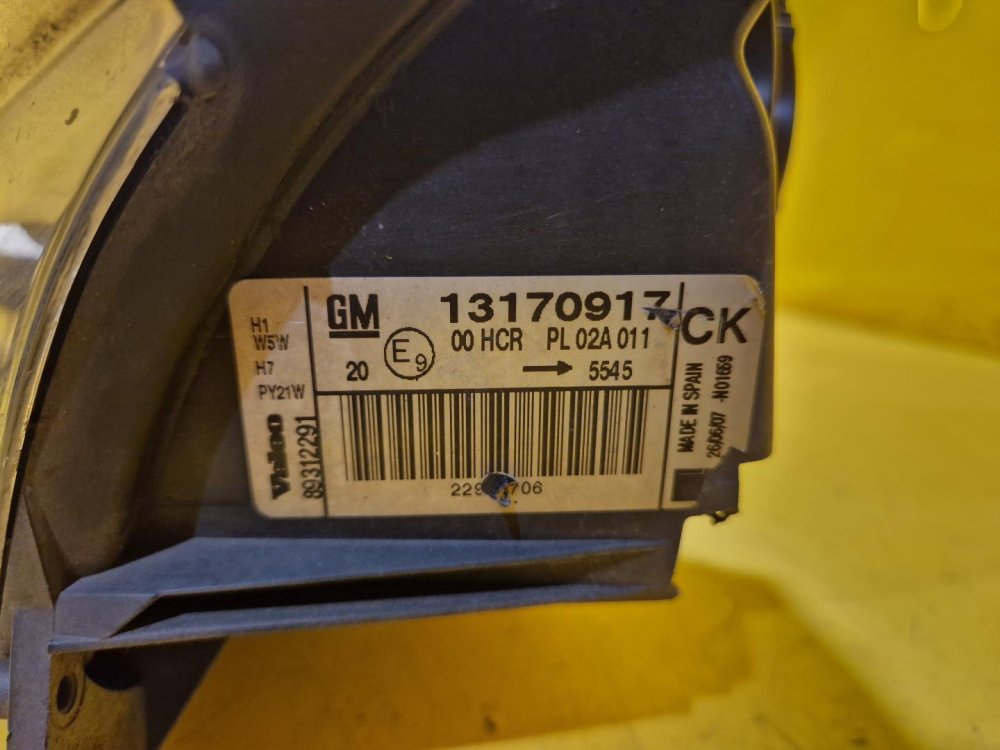 H1
W5W
H7
PY21W
Valeo
89312291
GM
13170917
00 HCR PL 02A 011
20
E9
→ 5545
CK
MADE IN SPAIN
26/06/07 -N01669